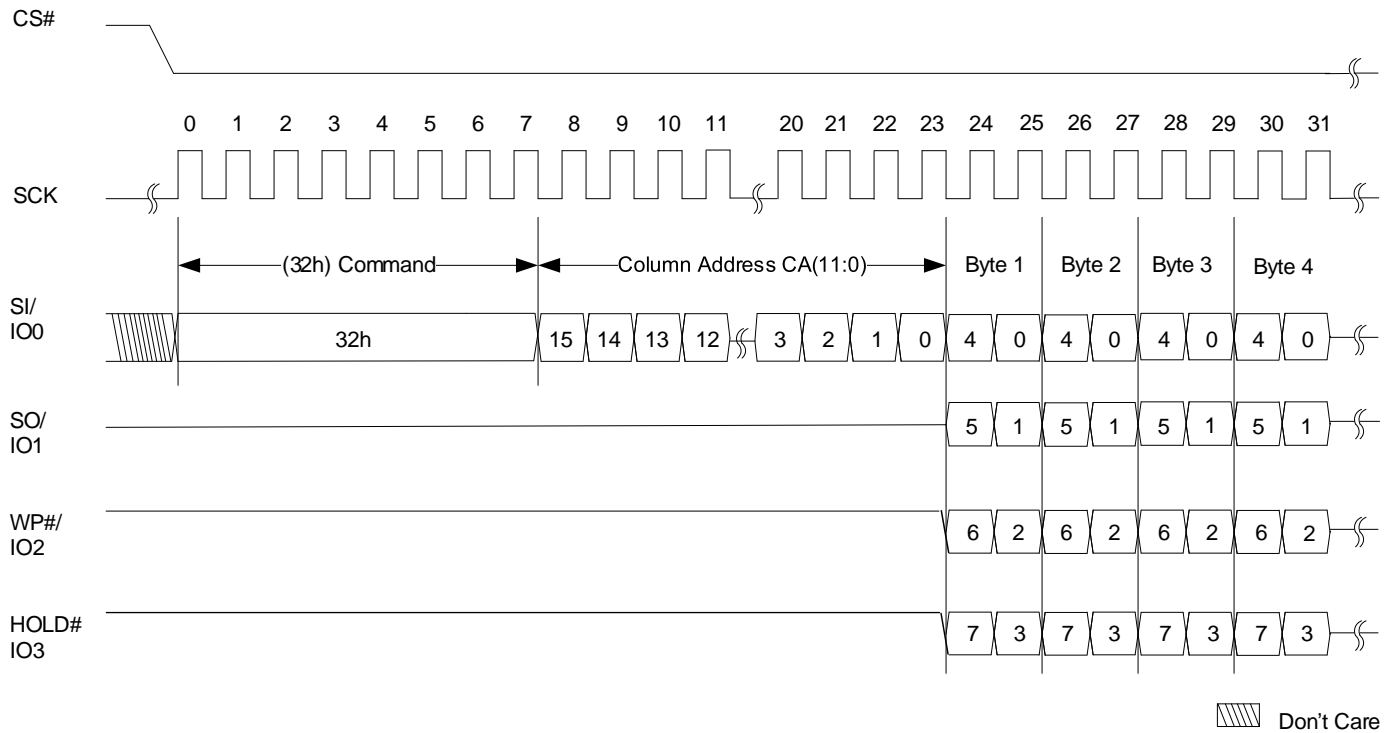 CS#
0 1 2 3 4 5 6 7 8 9 10 11 20 21 22 23 24 25 26 27 28 29 30 31
SCK
(32h) Command Column Address CA(11:0) Byte 1 Byte 2 Byte 3 Byte 4
SI/
IO0
32h 15 14 13 12 3 2 1 0 4 0 4 0 4 0 4 0
SO/
IO1
5 1 5 1 5 1 5 1
WP#/
IO2
6 2 6 2 6 2 6 2
HOLD#
IO3
7 3 7 3 7 3 7 3
Don't Care